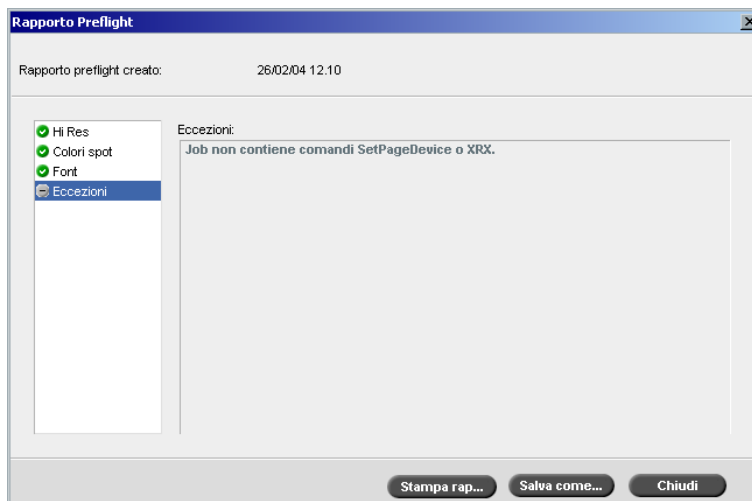 Rapporto Preflight
Rapporto preflight creato: 26/02/04 12.10
Hi Res
Colori spot
Font
Eccezioni
Eccezioni:
Job non contiene comandi SetPageDevice o XRX.
Stampa rap... Salva come... Chiudi